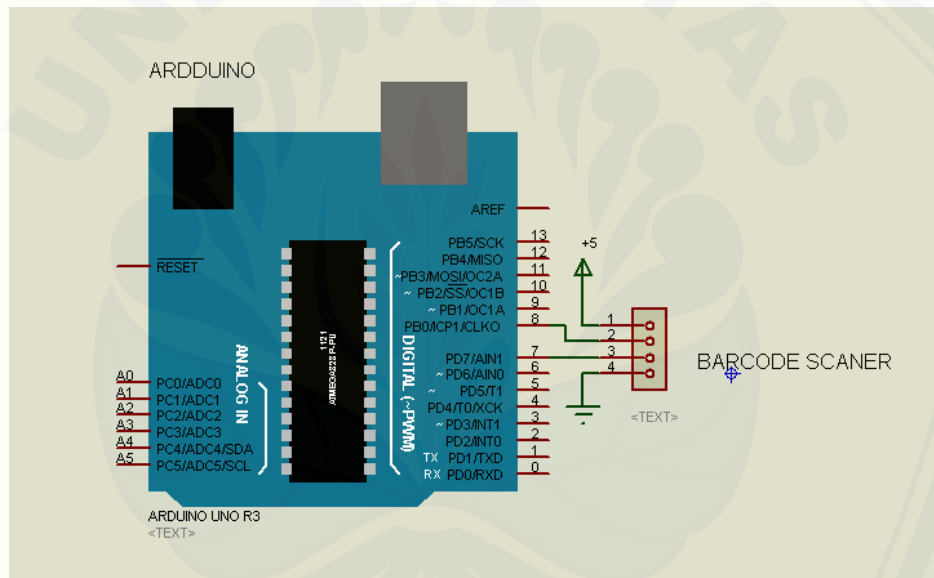 UNIVERSITAS
ARDDUINO
AREF
PB5/SCK 13
PB4/MISO 12
+5
RESET
~PB3/MOSI/OC2A 11
~ PB2/SS/OC1B 10
~ PB1/OC1A 9
PB0/ICP1/CLKO 8
1
2
1121
ATMEGA328P-PU
ANALOG IN
DIGITAL (~PWM)
PD7/AIN1 7
3
BARCODE SCANER
~ PD6/AIN0 6
4
A0 PC0/ADC0
~ PD5/T1 5
A1 PC1/ADC1
PD4/T0/XCK 4
A2 PC2/ADC2
<TEXT>
~ PD3/INT1 3
A3 PC3/ADC3
PD2/INT0 2
A4 PC4/ADC4/SDA
TX PD1/TXD 1
A5 PC5/ADC5/SCL
RX PD0/RXD 0
ARDUINO UNO R3
<TEXT>